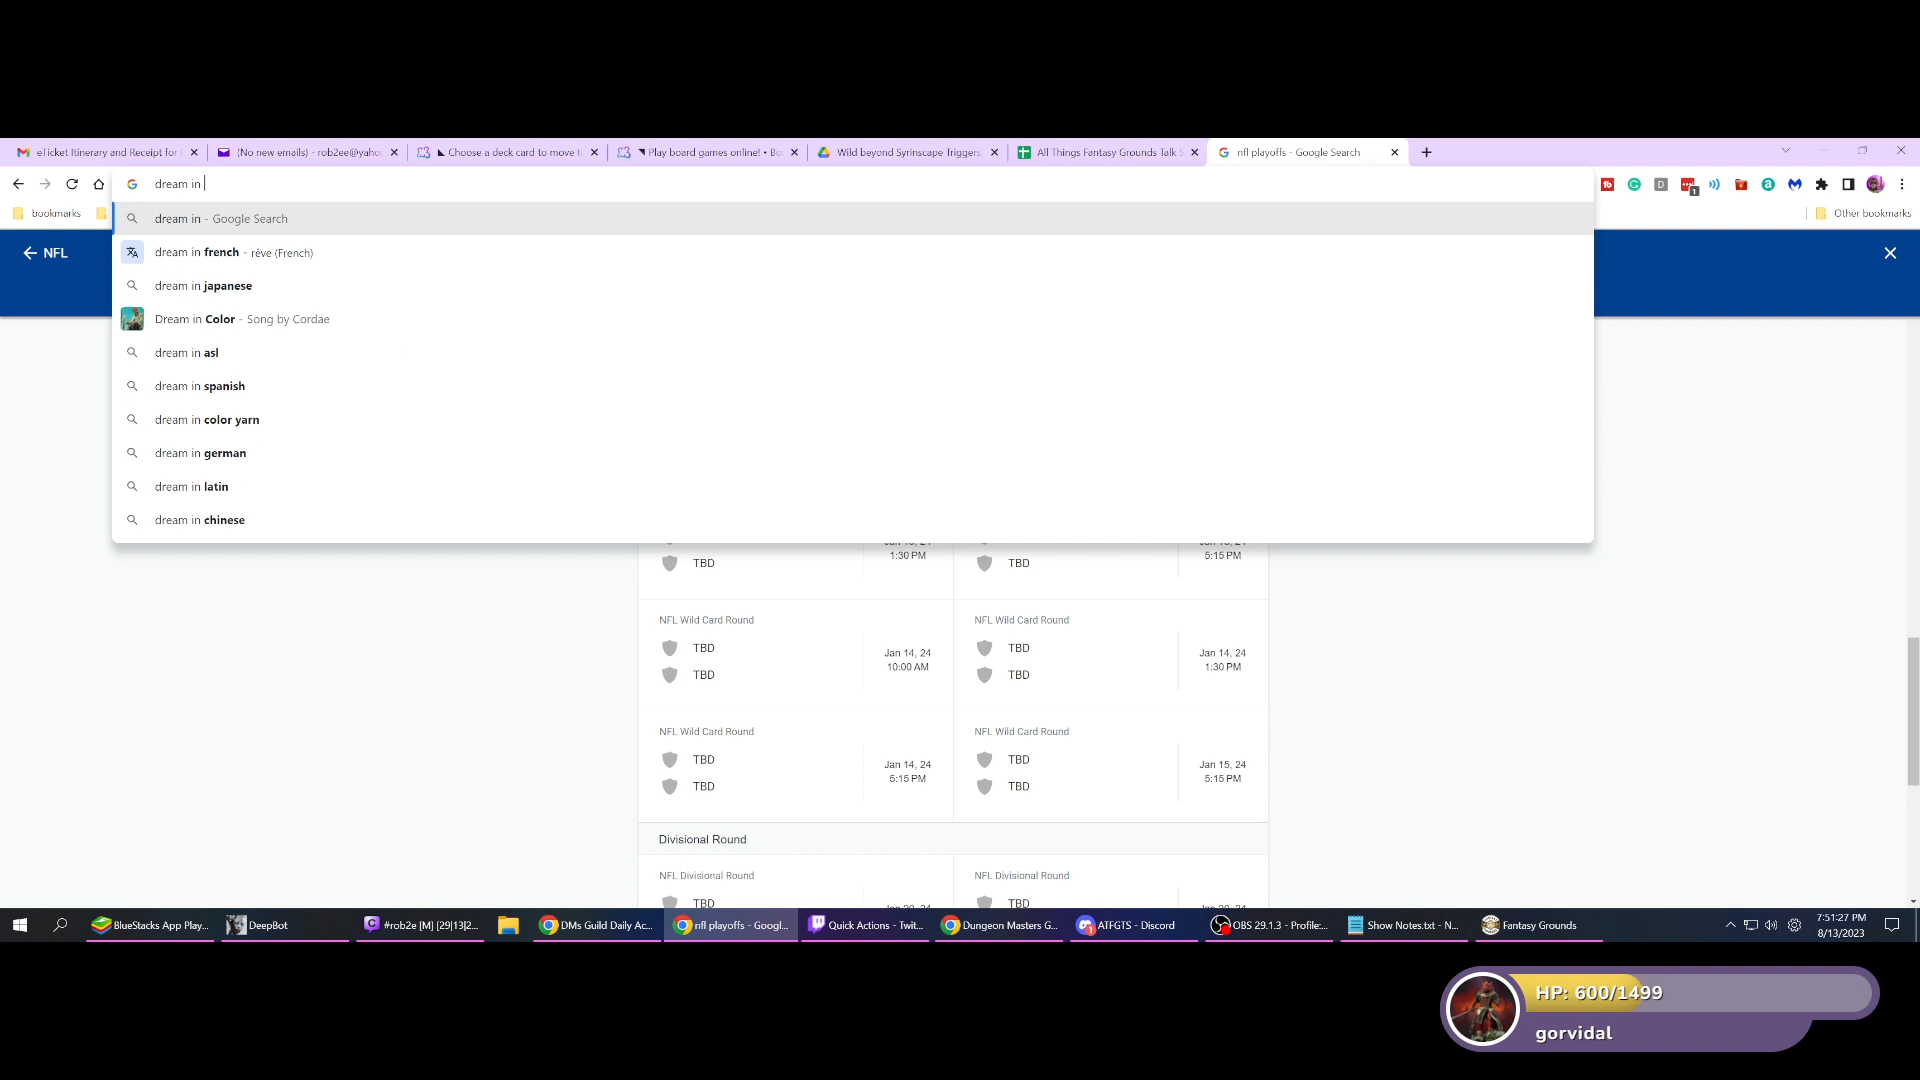 eTicket Itinerary and Receipt for
(No new emails) - rob2ee@yaho
Choose a deck card to move t
Play board games online! • Bo
Wild beyond Syrinscape Triggers
All Things Fantasy Grounds Talk S
nfl playoffs - Google Search
dream in
bookmarks
Other bookmarks
dream in - Google Search
dream in french - rêve (French)
dream in japanese
Dream in Color - Song by Cordae
dream in asl
dream in spanish
dream in color yarn
dream in german
dream in latin
dream in chinese
NFL
1:30 PM
5:15 PM
TBD
TBD
NFL Wild Card Round
NFL Wild Card Round
TBD
Jan 14, 24
TBD
Jan 14, 24
10:00 AM
1:30 PM
TBD
TBD
NFL Wild Card Round
NFL Wild Card Round
TBD
Jan 14, 24
TBD
Jan 15, 24
5:15 PM
5:15 PM
TBD
TBD
Divisional Round
NFL Divisional Round
NFL Divisional Round
TBD
TBD
BlueStacks App Play...
DeepBot
#rob2e [M] [29|13|2...
DMs Guild Daily Ac...
nfl playoffs - Googl...
Quick Actions - Twit...
Dungeon Masters G...
ATFGTS - Discord
OBS 29.1.3 - Profile:...
Show Notes.txt - N...
Fantasy Grounds
7:51:27 PM
8/13/2023
HP: 600/1499
gorvidal